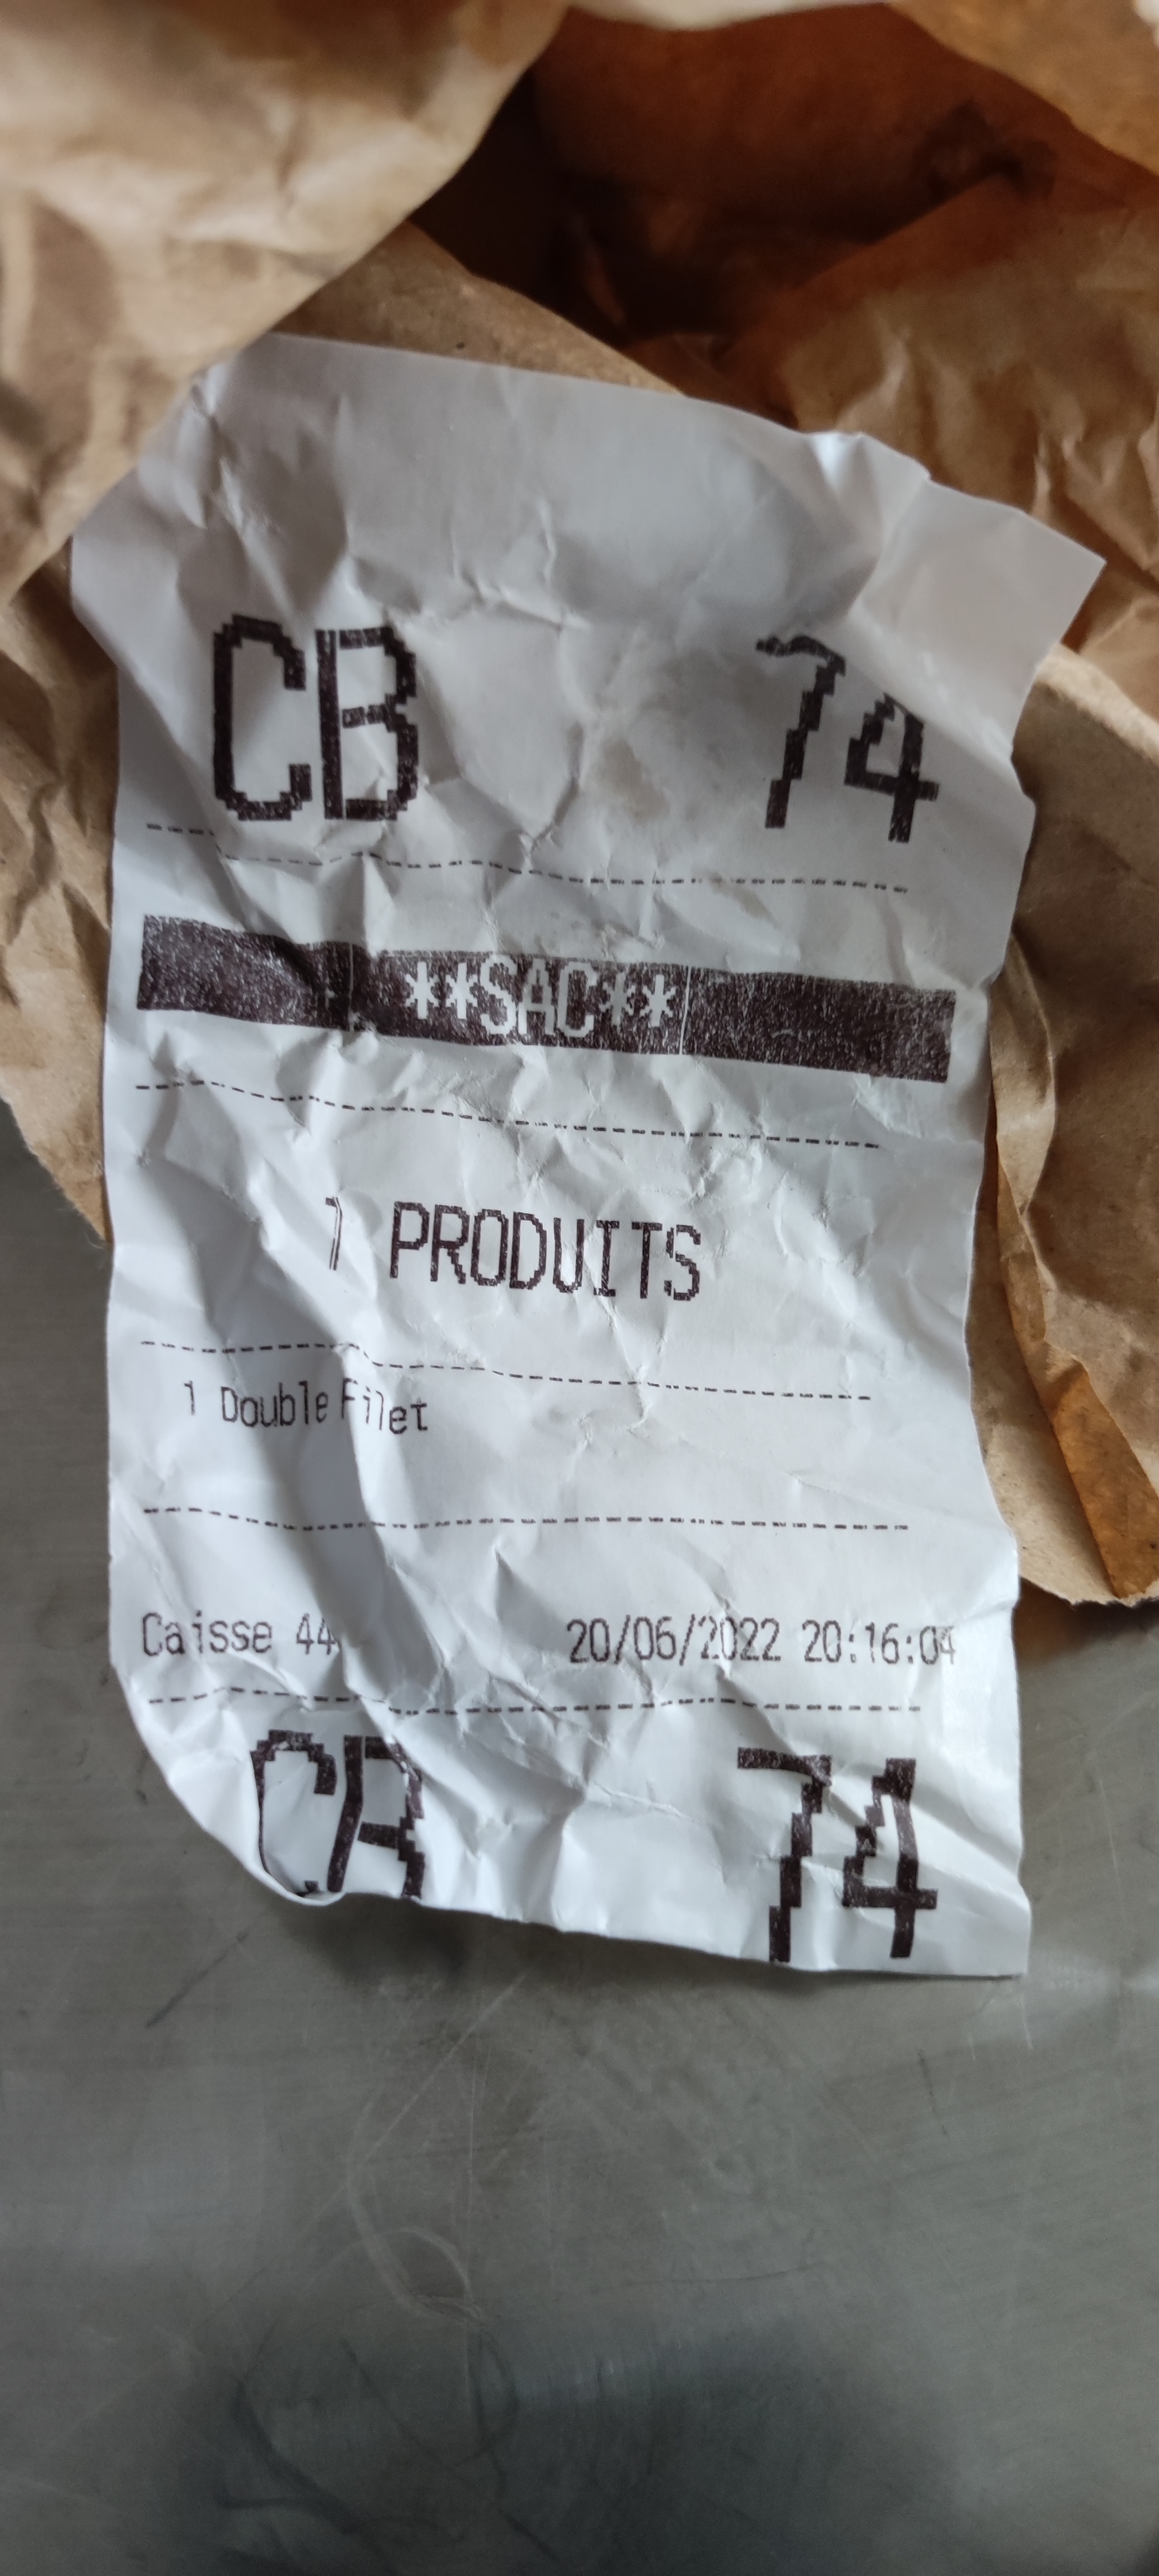 CB 74
**SAC**
1 PRODUITS
1 Double Filet
Caisse 44 20/06/2022 20:16:04
CB 74